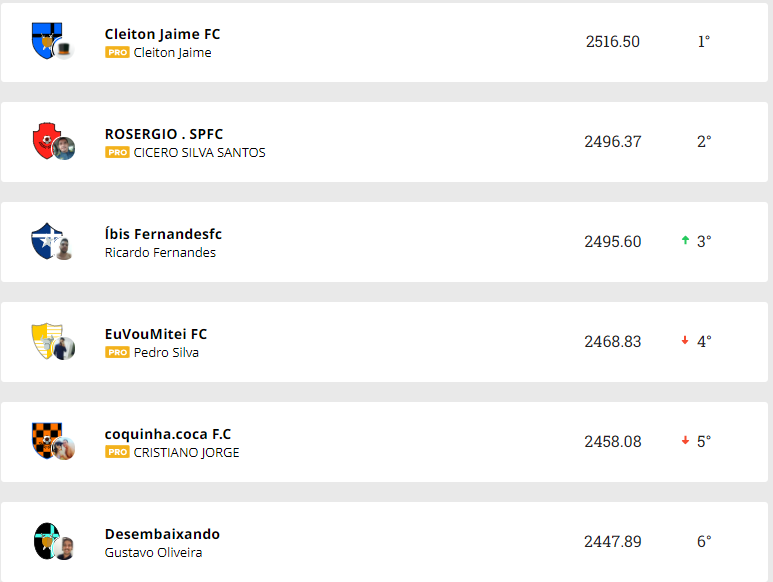 Cleiton Jaime FC
PRO Cleiton Jaime
2516.50 1°
ROSERGIO . SPFC
PRO CICERO SILVA SANTOS
2496.37 2°
Íbis Fernandesfc
Ricardo Fernandes
2495.60 3°
EuVouMitei FC
PRO Pedro Silva
2468.83 4°
coquinha.coca F.C
PRO CRISTIANO JORGE
2458.08 5°
Desembaixando
Gustavo Oliveira
2447.89 6°